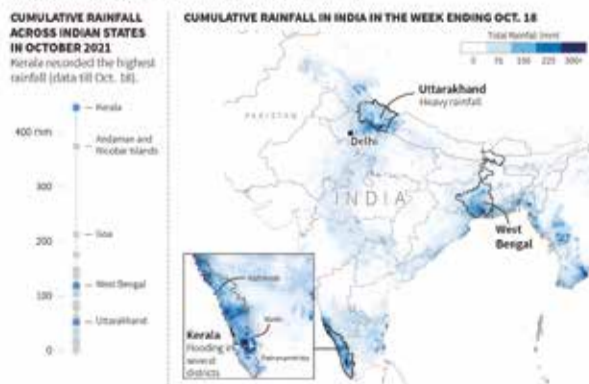 CUMULATIVE RAINFALL
ACROSS INDIAN STATES
IN OCTOBER 2021
Kerala recorded the highest
rainfall (data till Oct. 18).
Kerala
400 mm
Andaman and
Nicobar Islands
300
Goa
200
West Bengal
100
Uttarakhand
0
CUMULATIVE RAINFALL IN INDIA IN THE WEEK ENDING OCT. 18
Total Rainfall (mm)
0 75 150 225 300+
Uttarakhand
Heavy rainfall
PAKISTAN
Delhi
INDIA
West
Bengal
Kerala
Flooding in
several
districts